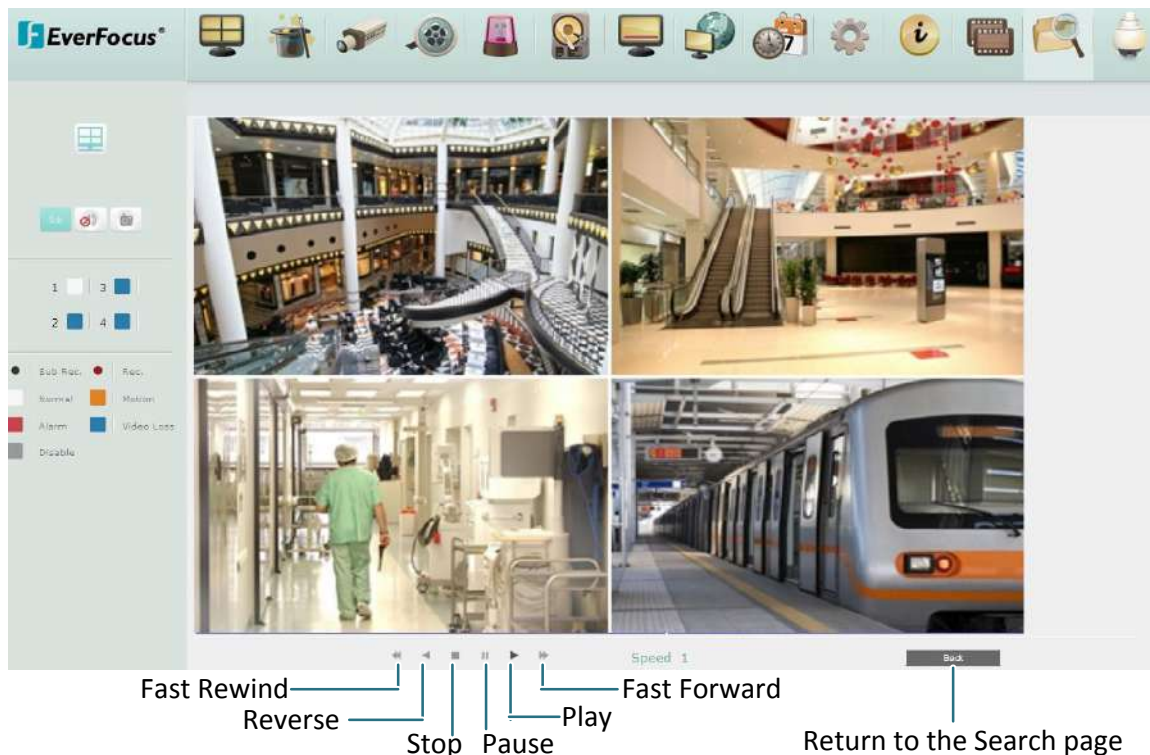 EverFocus®
7
i
1 3
2 4
Sub Rec. Rec.
Normal Motion
Alarm Video Loss
Disable
Speed 1
Back
Fast Rewind
Fast Forward
Reverse
Play
Stop Pause
Return to the Search page